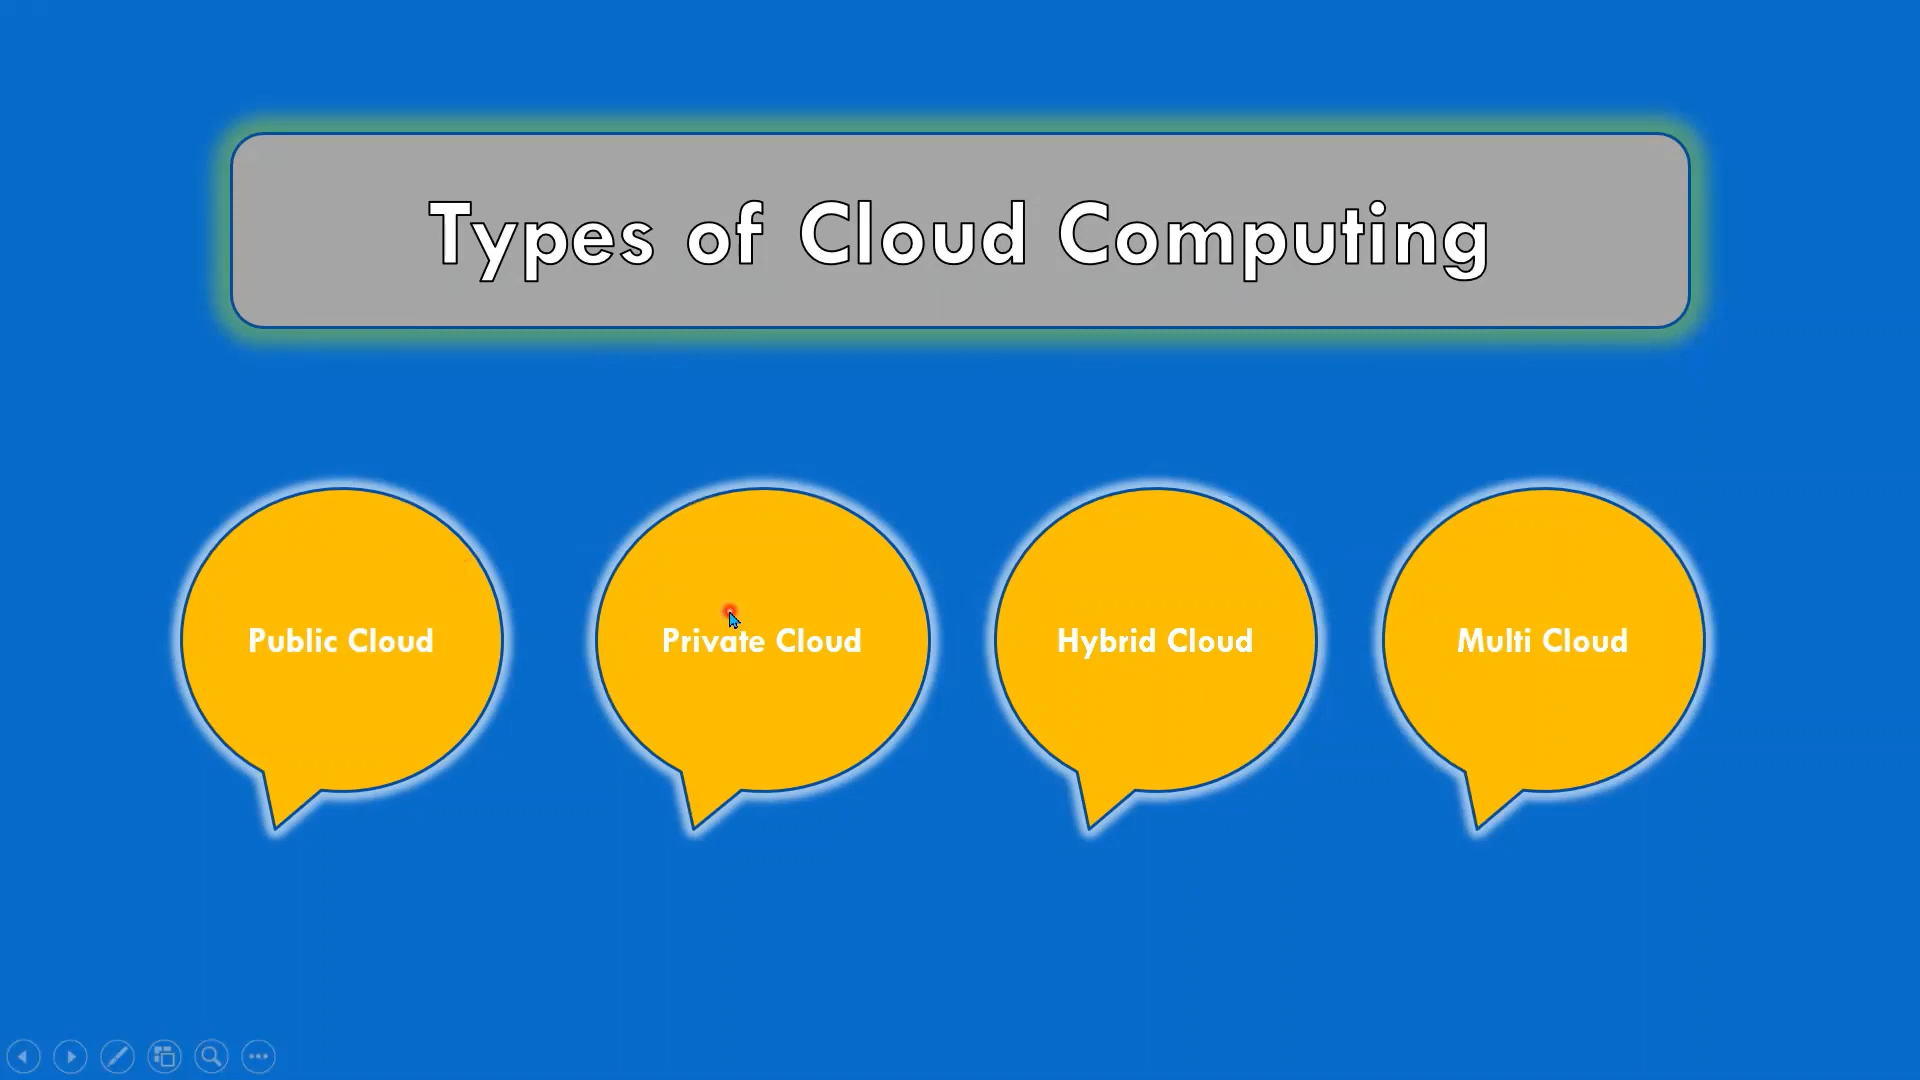 Types of Cloud Computing
Public Cloud
Private Cloud
Hybrid Cloud
Multi Cloud